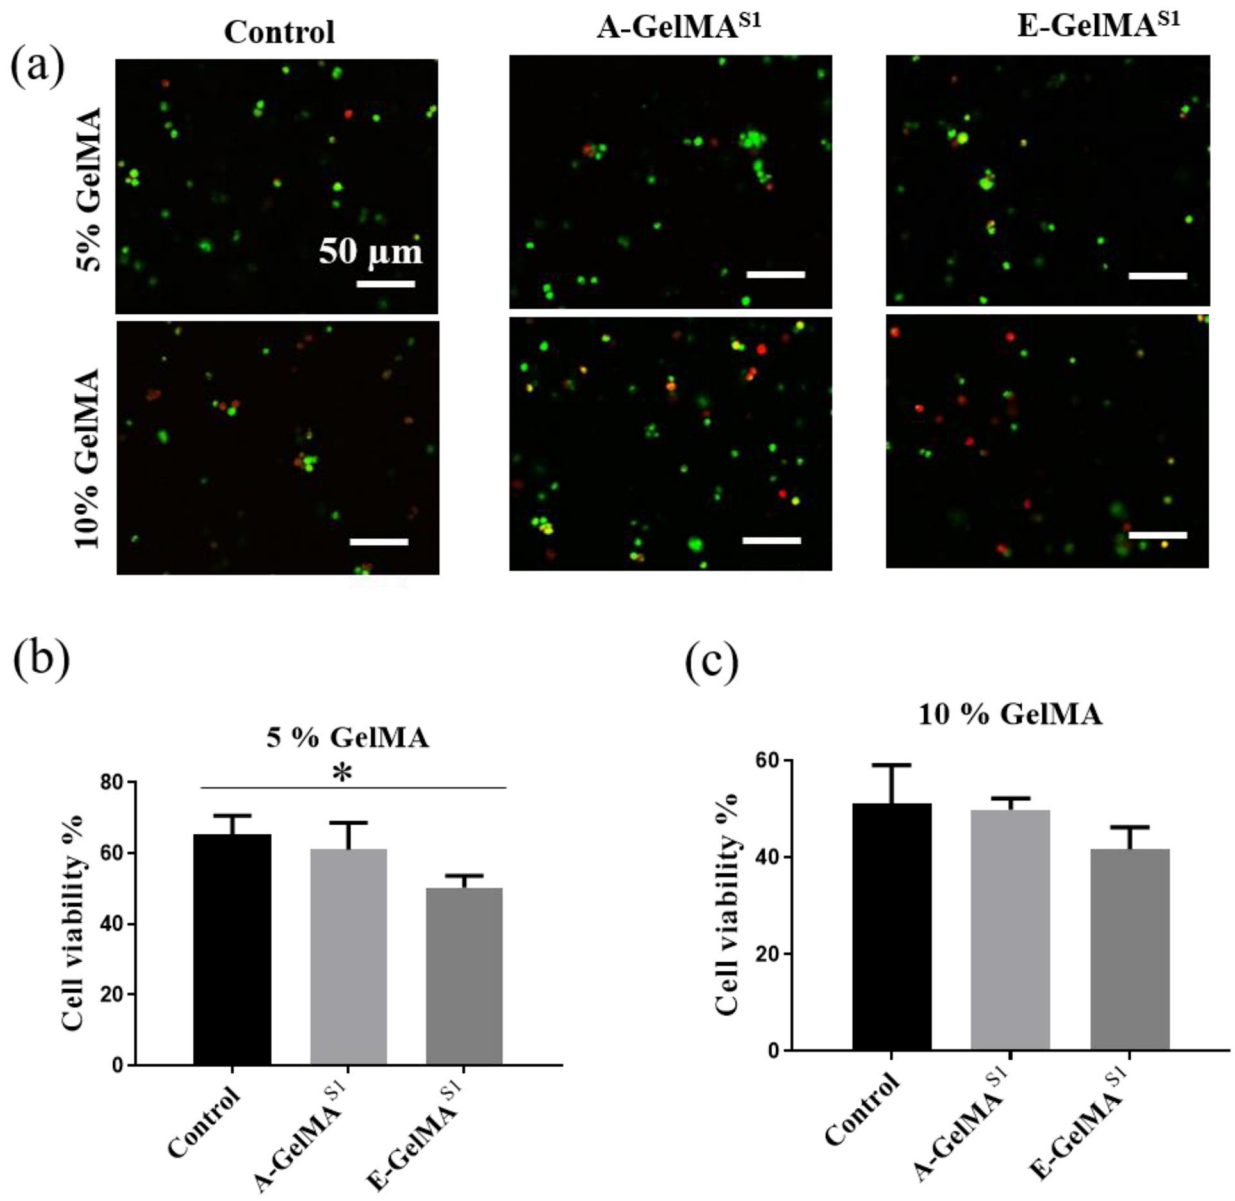 Control
A-GelMA^S1
E-GelMA^S1
(a)
5% GelMA
50 µm
10% GelMA
(b)
5 % GelMA
*
Cell viability %
80
60
40
20
0
Control
A-GelMA S1
E-GelMA S1
(c)
10 % GelMA
Cell viability %
60
40
20
0
Control
A-GelMA S1
E-GelMA S1